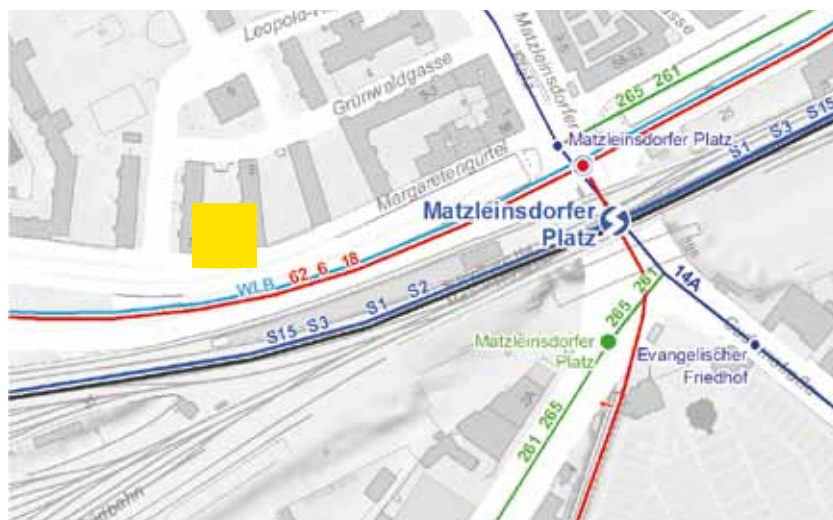 Grünwaldgasse
Matzleinsdorfer
265 261
Matzleinsdorfer Platz
S1 S3 S15
Margaretengürtel
Matzleinsdorfer
Platz
WLB 62 6 18
S15 S3 S1 S2
265 261
14A
Matzleinsdorfer
Platz
Evangelischer
Friedhof
1
261 265